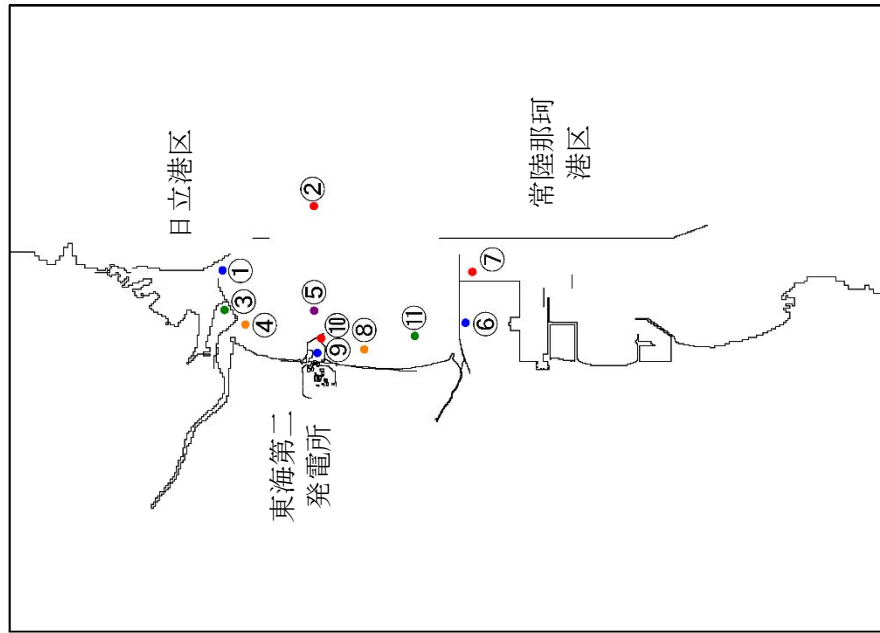 日立港区
①
②
③
④
⑤
⑩
⑨
⑧
⑪
東海第二
発電所
⑦
⑥
常陸那珂
港区